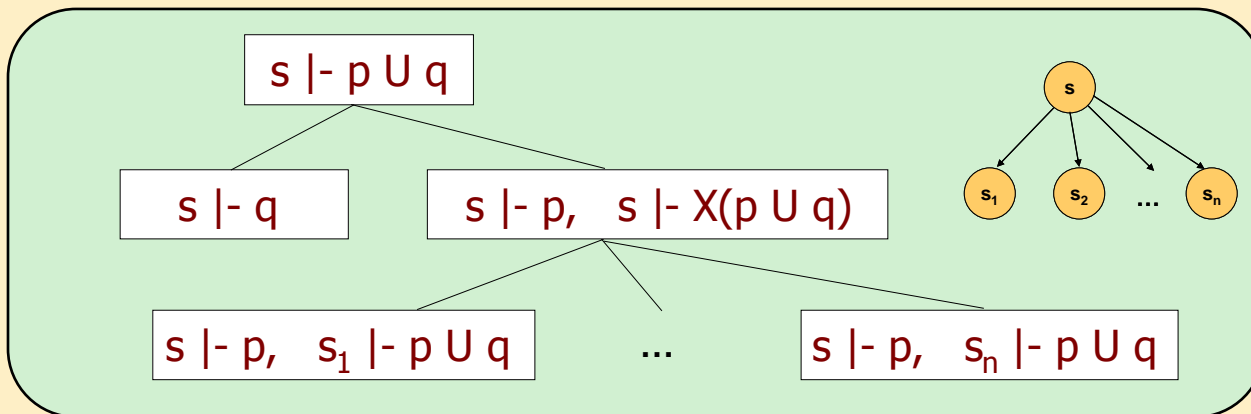 s |- p U q
s
s |- q
s |- p, s |- X(p U q)
s₁
s₂
...
sₙ
s |- p, s₁ |- p U q
...
s |- p, sₙ |- p U q